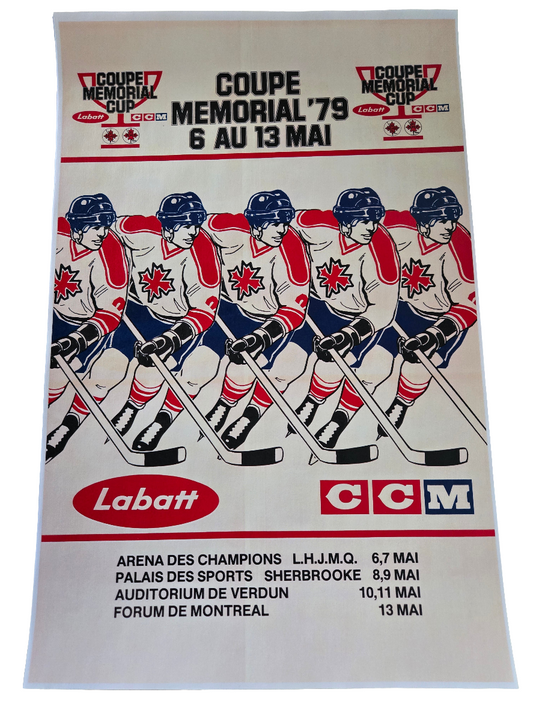 COUPE
MEMORIAL
CUP
Labatt CCM
COUPE
MEMORIAL '79
6 AU 13 MAI
COUPE
MEMORIAL
CUP
Labatt CCM
3
3
Labatt
CCM
ARENA DES CHAMPIONS L.H.J.M.Q. 6,7 MAI
PALAIS DES SPORTS SHERBROOKE 8,9 MAI
AUDITORIUM DE VERDUN 10,11 MAI
FORUM DE MONTREAL 13 MAI